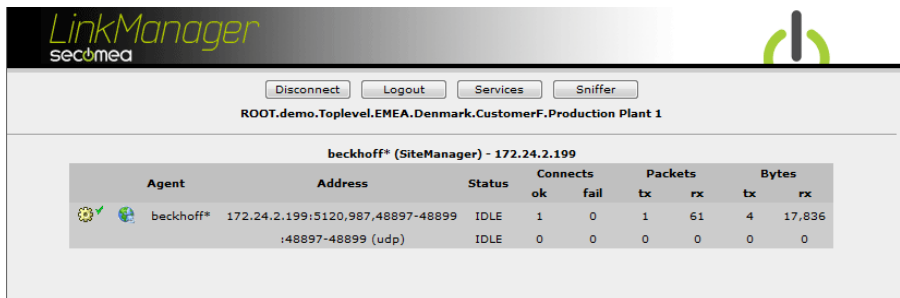 LinkManager
secomea
Disconnect Logout Services Sniffer
ROOT.demo.Toplevel.EMEA.Denmark.CustomerF.Production Plant 1
beckhoff* (SiteManager) - 172.24.2.199
Agent Address Status Connects Packets Bytes
ok fail tx rx tx rx
beckhoff* 172.24.2.199:5120,987,48897-48899 IDLE 1 0 1 61 4 17,836
:48897-48899 (udp) IDLE 0 0 0 0 0 0